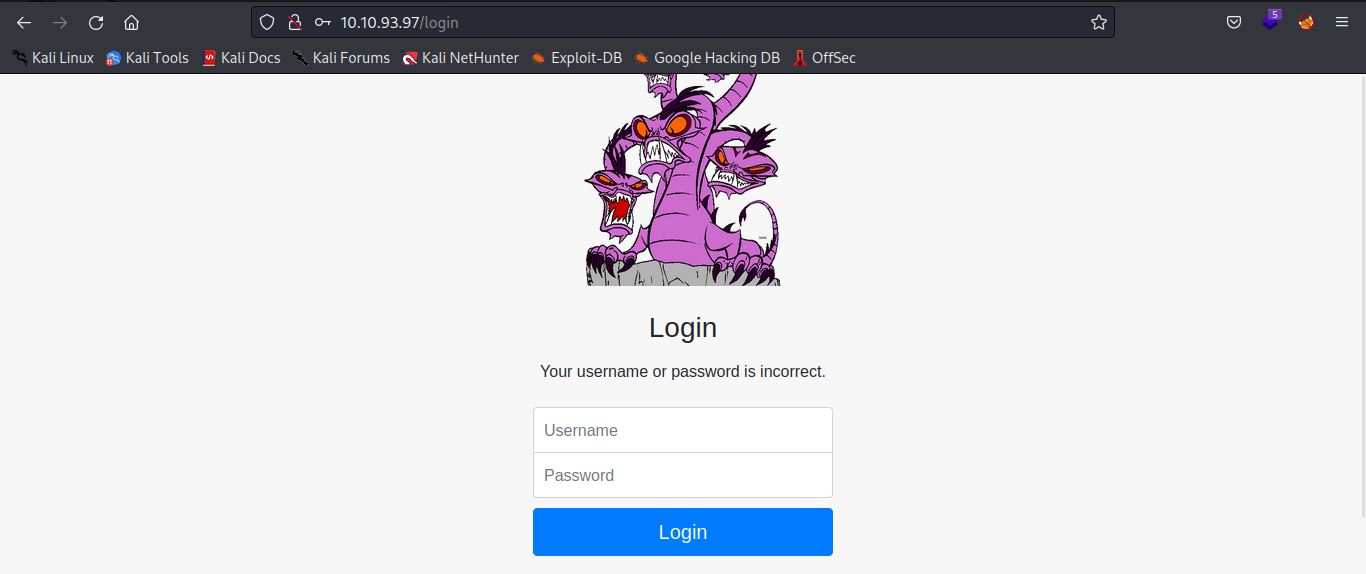 10.10.93.97/login
5
Kali Linux Kali Tools Kali Docs Kali Forums Kali NetHunter Exploit-DB Google Hacking DB OffSec
Login
Your username or password is incorrect.
Username
Password
Login